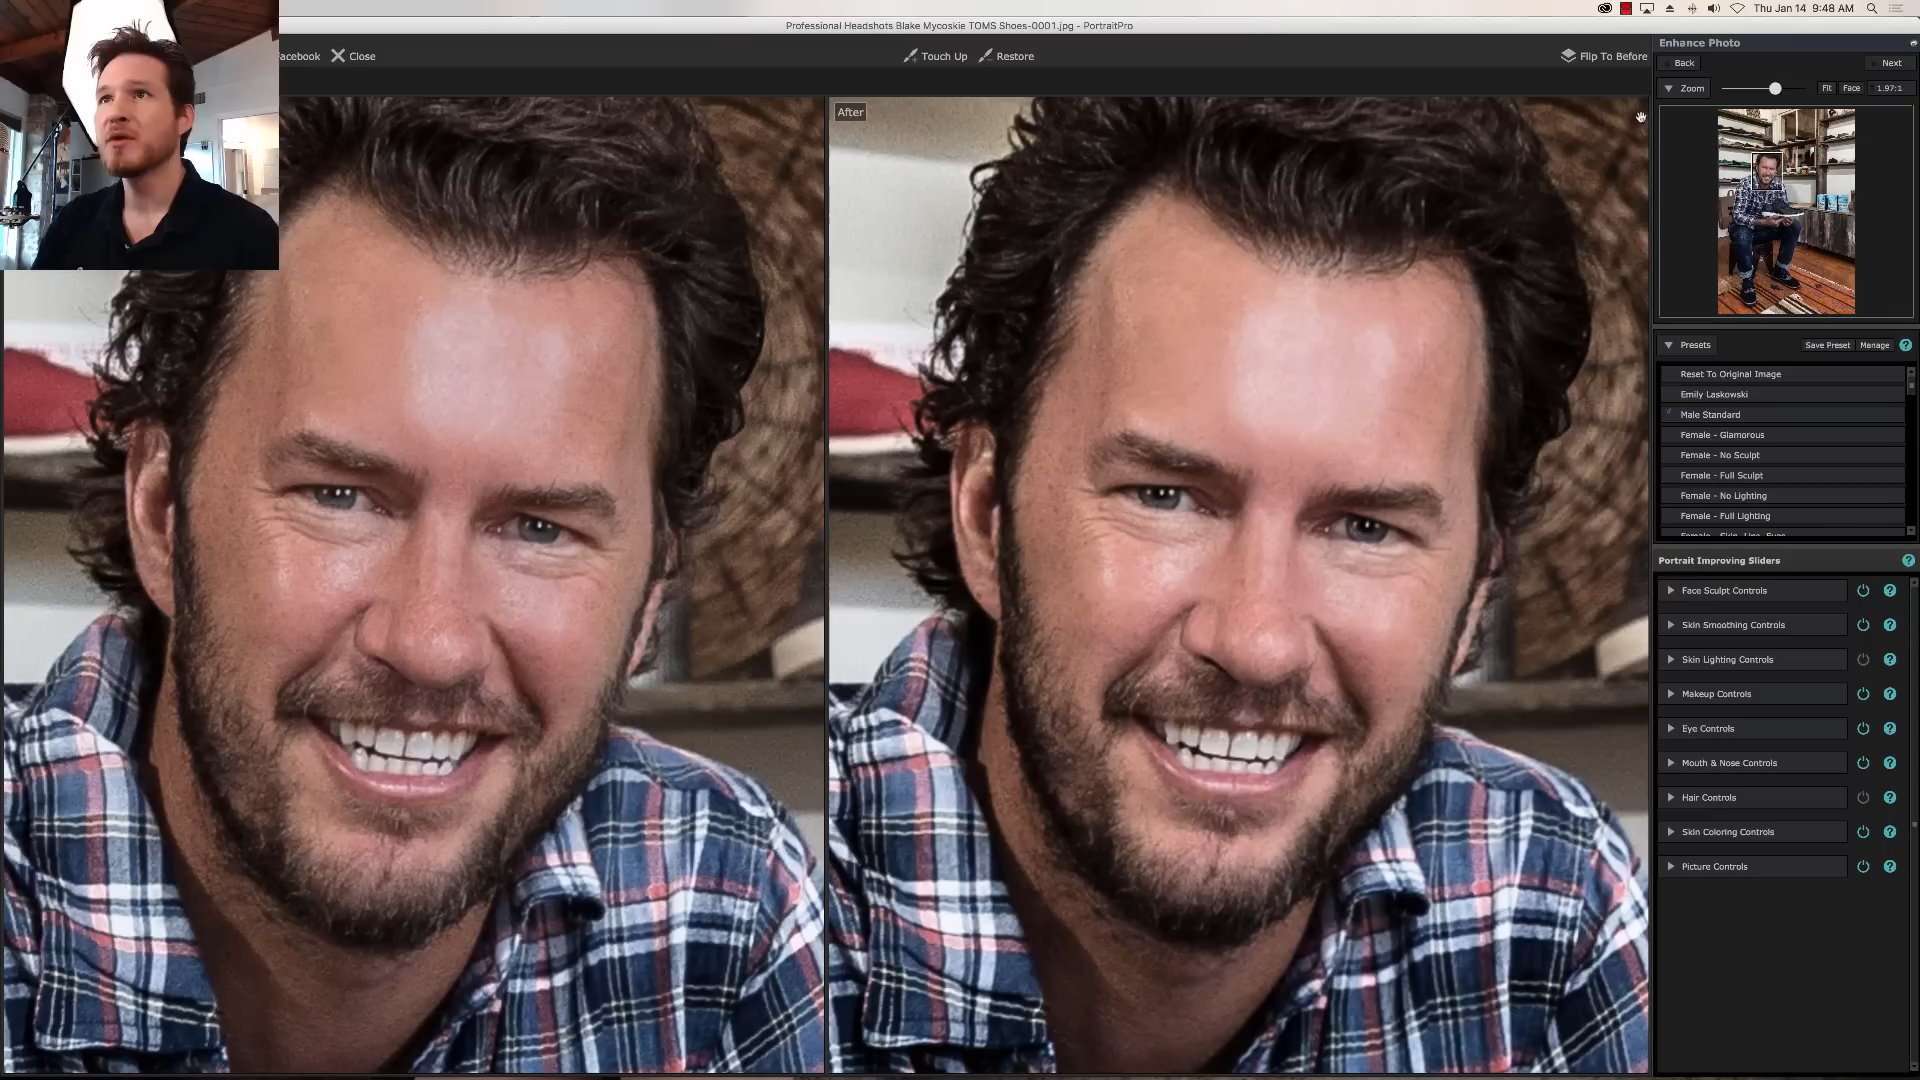 Thu Jan 14 9:48 AM
Professional Headshots Blake Mycoskie TOMS Shoes-0001.jpg - PortraitPro
acebook Close Touch Up Restore Flip To Before
After
Enhance Photo
Back Next
Zoom Fit Face 1.97:1
Presets Save Preset Manage ?
Reset To Original Image
Emily Laskowski
Male Standard
Female - Glamorous
Female - No Sculpt
Female - Full Sculpt
Female - No Lighting
Female - Full Lighting
Female - Skin, Lips, Eyes
Portrait Improving Sliders ?
Face Sculpt Controls ?
Skin Smoothing Controls ?
Skin Lighting Controls ?
Makeup Controls ?
Eye Controls ?
Mouth & Nose Controls ?
Hair Controls ?
Skin Coloring Controls ?
Picture Controls ?